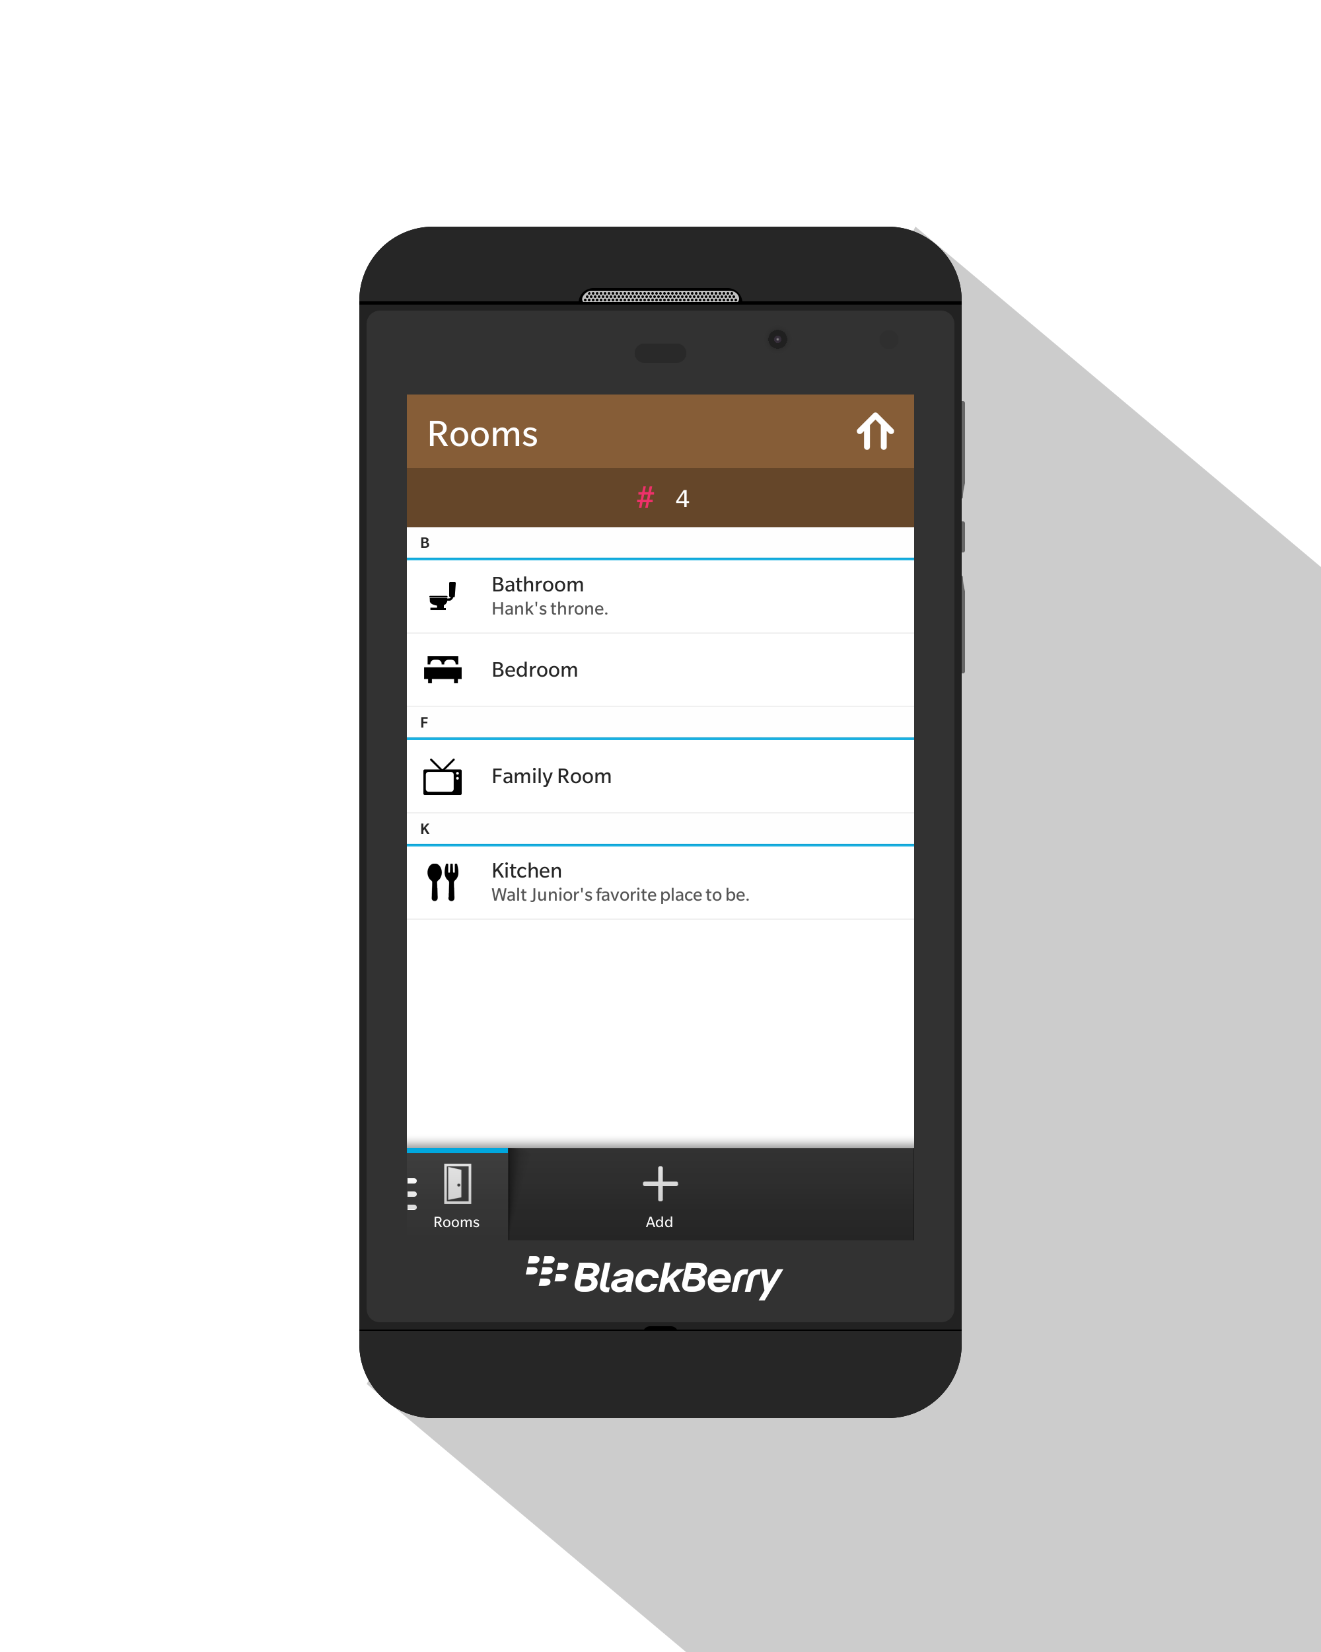 Rooms
# 4
B
Bathroom
Hank's throne.
Bedroom
F
Family Room
K
Kitchen
Walt Junior's favorite place to be.
Rooms
Add
BlackBerry